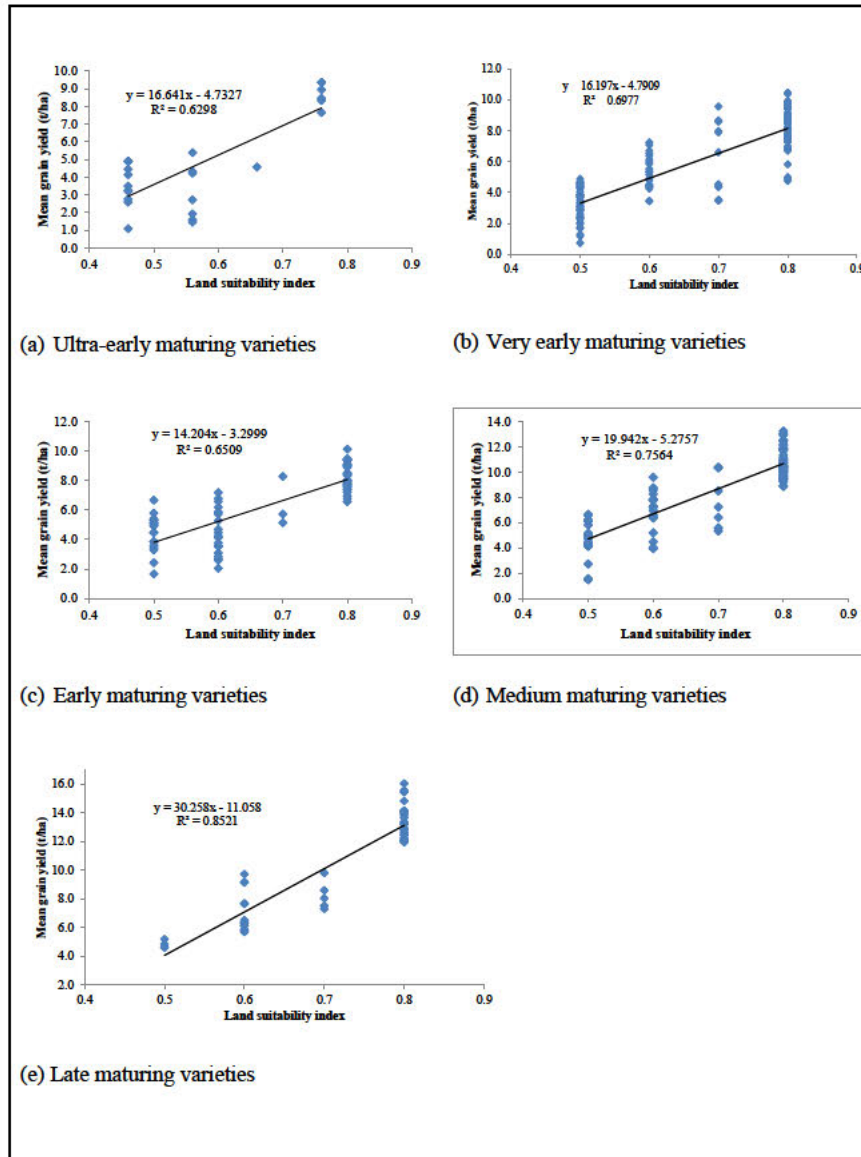 Mean grain yield (t/ha)
10.0
9.0
8.0
7.0
6.0
5.0
4.0
3.0
2.0
1.0
0.0
y = 16.641x - 4.7327
R² = 0.6298
0.4 0.5 0.6 0.7 0.8 0.9
Land suitability index
(a) Ultra-early maturing varieties
Mean grain yield (t/ha)
12.0
10.0
8.0
6.0
4.0
2.0
0.0
y 16.197x - 4.7909
R² 0.6977
0.4 0.5 0.6 0.7 0.8 0.9
Land suitability index
(b) Very early maturing varieties
Mean grain yield (t/ha)
12.0
10.0
8.0
6.0
4.0
2.0
0.0
y = 14.204x - 3.2999
R² = 0.6509
0.4 0.5 0.6 0.7 0.8 0.9
Land suitability index
(c) Early maturing varieties
Mean grain yield (t/ha)
14.0
12.0
10.0
8.0
6.0
4.0
2.0
0.0
y = 19.942x - 5.2757
R² = 0.7564
0.4 0.5 0.6 0.7 0.8 0.9
Land suitability index
(d) Medium maturing varieties
Mean grain yield (t/ha)
16.0
14.0
12.0
10.0
8.0
6.0
4.0
2.0
y = 30.258x - 11.058
R² = 0.8521
0.4 0.5 0.6 0.7 0.8 0.9
Land suitability index
(e) Late maturing varieties